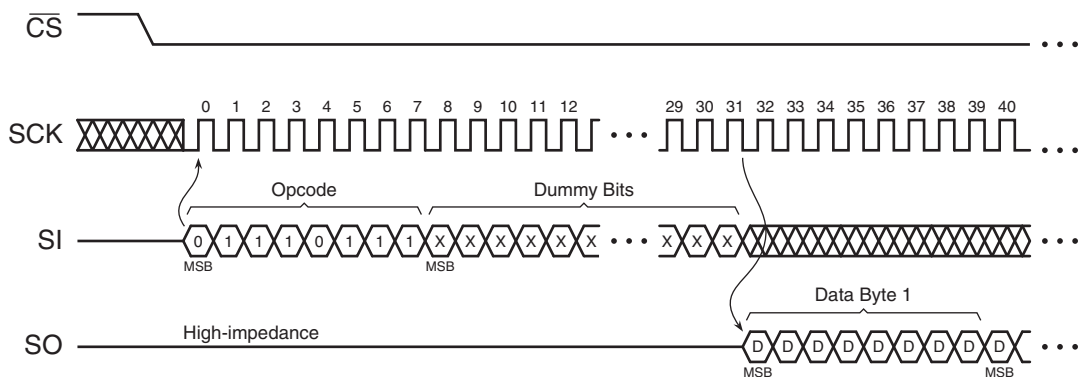 CS
0 1 2 3 4 5 6 7 8 9 10 11 12 29 30 31 32 33 34 35 36 37 38 39 40
SCK
Opcode Dummy Bits
SI 0 1 1 1 0 1 1 1 X X X X X X X X X
MSB MSB
Data Byte 1
High-impedance
SO D D D D D D D D D
MSB MSB